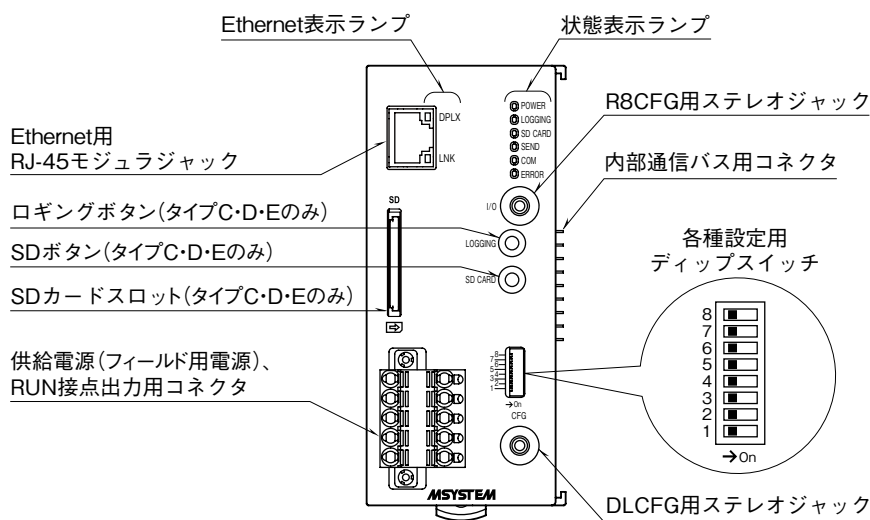 Ethernet表示ランプ
状態表示ランプ
R8CFG用ステレオジャック
Ethernet用
RJ-45モジュラジャック
内部通信バス用コネクタ
DPLX
LNK
POWER
LOGGING
SD CARD
SEND
COM
ERROR
SD
I/O
ロギングボタン(タイプC・D・Eのみ)
LOGGING
SDボタン(タイプC・D・Eのみ)
SD CARD
SDカードスロット(タイプC・D・Eのみ)
各種設定用
ディップスイッチ
8
7
6
5
4
3
2
1
→On
供給電源(フィールド用電源)、
RUN接点出力用コネクタ
8
7
6
5
4
3
2
1
→On
CFG
MSYSTEM
DLCFG用ステレオジャック